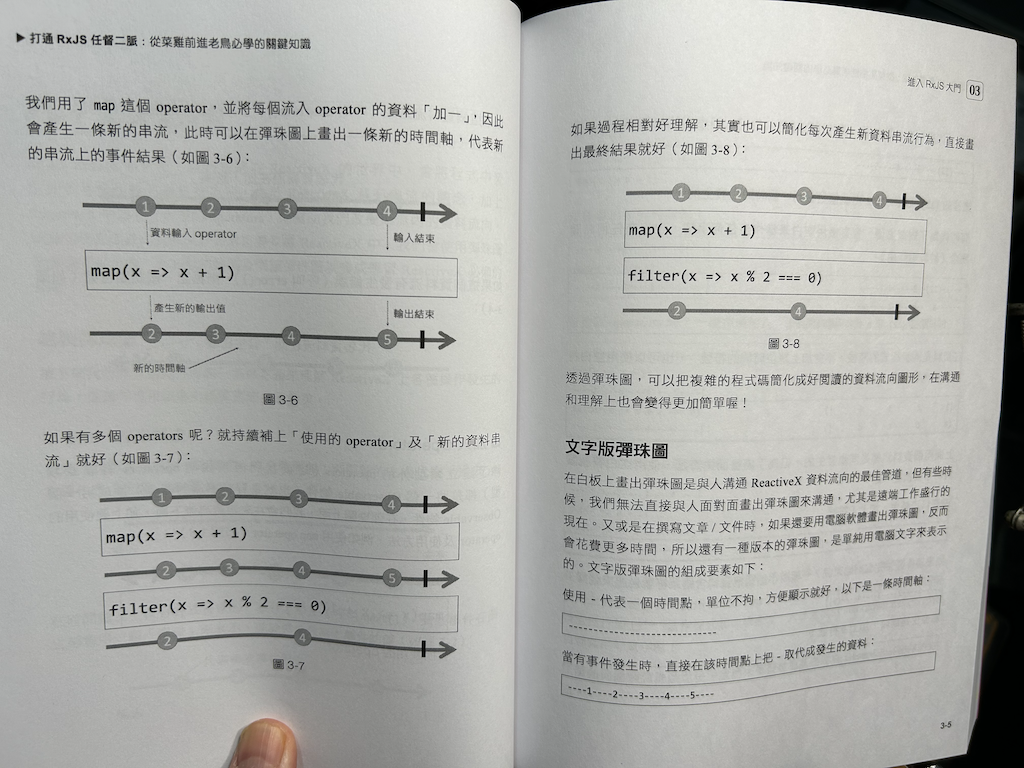 ▶ 打通 RxJS 任督二脈：從菜雞前進老鳥必學的關鍵知識
我們用了 map 這個 operator，並將每個流入 operator 的資料「加一」，因此
會產生一條新的串流，此時可以在彈珠圖上畫出一條新的時間軸，代表新
的串流上的事件結果（如圖 3-6）：
1 2 3 4
資料輸入 operator
輸入結束
map(x => x + 1)
產生新的輸出值
輸出結束
2 3 4 5
新的時間軸
圖 3-6
如果有多個 operators 呢？就持續補上「使用的 operator」及「新的資料串
流」就好（如圖 3-7）：
1 2 3 4
map(x => x + 1)
2 3 4 5
filter(x => x % 2 === 0)
2 4
圖 3-7
進入 RxJS 大門 03
如果過程相對好理解，其實也可以簡化每次產生新資料串流行為，直接畫
出最終結果就好（如圖 3-8）：
1 2 3 4
map(x => x + 1)
filter(x => x % 2 === 0)
2 4
圖 3-8
透過彈珠圖，可以把複雜的程式碼簡化成好閱讀的資料流向圖形，在溝通
和理解上也會變得更加簡單喔！
文字版彈珠圖
在白板上畫出彈珠圖是與人溝通 ReactiveX 資料流向的最佳管道，但有些時
候，我們無法直接與人面對面畫出彈珠圖來溝通，尤其是遠端工作盛行的
現在。又或是在撰寫文章 / 文件時，如果還要用電腦軟體畫出彈珠圖，反而
會花費更多時間，所以還有一種版本的彈珠圖，是單純用電腦文字來表示
的。文字版彈珠圖的組成要素如下：
使用 - 代表一個時間點，單位不拘，方便顯示就好，以下是一條時間軸：
---------------------------
當有事件發生時，直接在該時間點上把 - 取代成發生的資料：
----1----2----3----4----5----
3-5